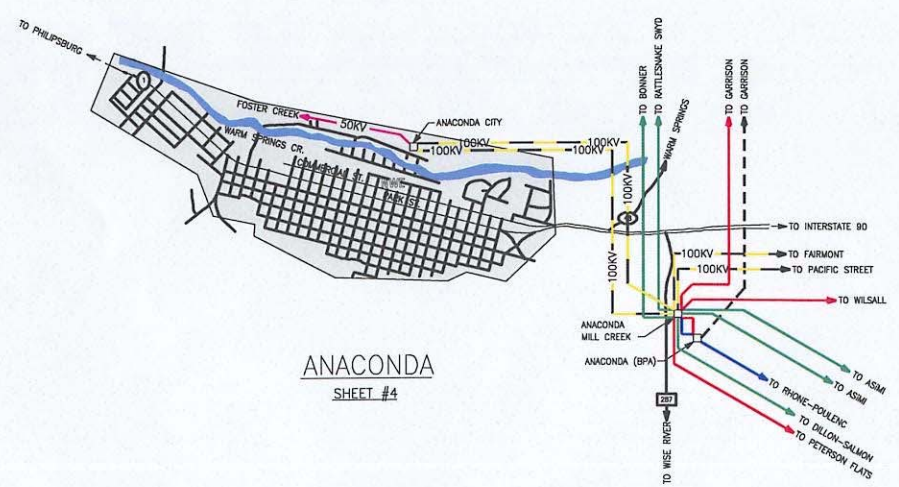 TO PHILIPSBURG
1
FOSTER CREEK
50KV
ANACONDA CITY
100KV
100KV
100KV
100KV
WARM SPRINGS CR.
COMMERCIAL ST.
PARK ST.
TO BONNER
TO RATTLESNAKE SWYD
TO GARRISON
TO GARRISON
WARM SPRINGS
100KV
100KV
TO INTERSTATE 90
100KV
TO FAIRMONT
100KV
TO PACIFIC STREET
TO WILSALL
ANACONDA
MILL CREEK
ANACONDA (BPA)
TO ASIMI
TO ASIMI
TO RHONE-POULENC
TO DILLON-SALMON
TO PETERSON FLATS
287
TO WISE RIVER
ANACONDA
SHEET #4